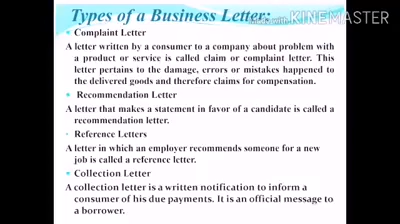 Types of a Business Letter:
Made with KINEMASTER
Complaint Letter
A letter written by a consumer to a company about problem with
a product or service is called claim or complaint letter. This
letter pertains to the damage, errors or mistakes happened to
the delivered goods and therefore claims for compensation.
Recommendation Letter
A letter that makes a statement in favor of a candidate is called a
recommendation letter.
Reference Letters
A letter in which an employer recommends someone for a new
job is called a reference letter.
Collection Letter
A collection letter is a written notification to inform a
consumer of his due payments. It is an official message to
a borrower.